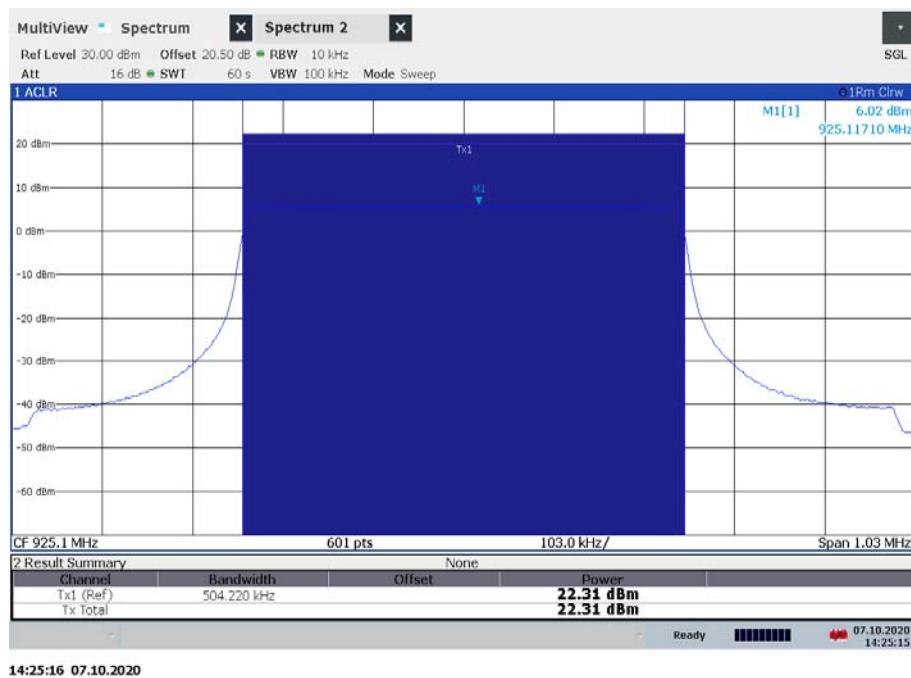 MultiView Spectrum X Spectrum 2 X
Ref Level 30.00 dBm Offset 20.50 dB RBW 10 kHz SGL
Att 16 dB SWT 60 s VBW 100 kHz Mode Sweep
1 ACLR 1Rm Clrw
M1[1] 6.02 dBm
925.11710 MHz
20 dBm
Tx1
10 dBm
M1
0 dBm
-10 dBm
-20 dBm
-30 dBm
-40 dBm
-50 dBm
-60 dBm
CF 925.1 MHz 601 pts 103.0 kHz/ Span 1.03 MHz
2 Result Summary None
Channel Bandwidth Offset Power
Tx1 (Ref) 504.220 kHz 22.31 dBm
Tx Total 22.31 dBm
Ready 07.10.2020
14:25:15
14:25:16 07.10.2020